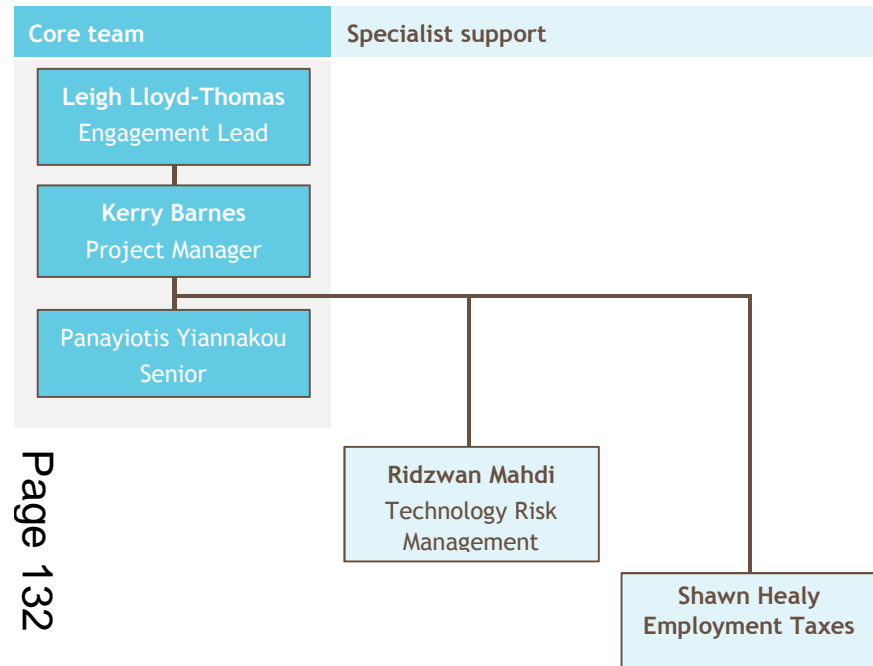 Core team
Specialist support
Leigh Lloyd-Thomas
Engagement Lead
Kerry Barnes
Project Manager
Panayiotis Yiannakou
Senior
Ridzwan Mahdi
Technology Risk
Management
Shawn Healy
Employment Taxes
Page 132